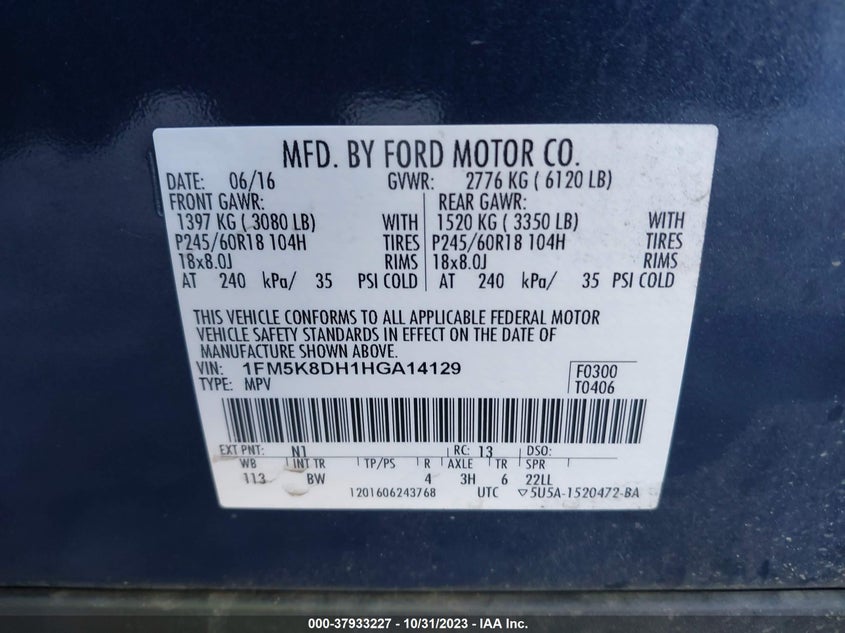 MFD. BY FORD MOTOR CO.
DATE: 06/16 GVWR: 2776 KG ( 6120 LB)
FRONT GAWR: REAR GAWR:
1397 KG ( 3080 LB) WITH 1520 KG ( 3350 LB) WITH
P245/60R18 104H TIRES P245/60R18 104H TIRES
18x8.0J RIMS 18x8.0J RIMS
AT 240 kPa/ 35 PSI COLD AT 240 kPa/ 35 PSI COLD
THIS VEHICLE CONFORMS TO ALL APPLICABLE FEDERAL MOTOR
VEHICLE SAFETY STANDARDS IN EFFECT ON THE DATE OF
MANUFACTURE SHOWN ABOVE.
VIN: 1FM5K8DH1HGA14129 F0300
TYPE: MPV T0406
EXT PNT: N1 RC: 13 DSO:
WB INT TR TP/PS R AXLE TR SPR
113 BW 4 3H 6 22LL
1201606243768 UTC ▽5U5A-1520472-BA
000-37933227 - 10/31/2023 - IAA Inc.